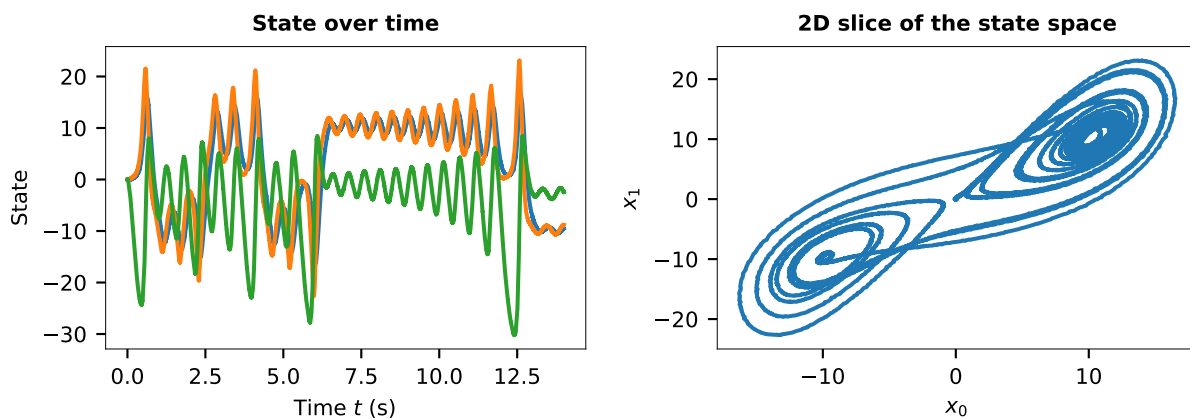 State over time
20
10
0
−10
−20
−30
State
0.0 2.5 5.0 7.5 10.0 12.5
Time t (s)
2D slice of the state space
20
10
0
−10
−20
x₁
−10 0 10
x₀